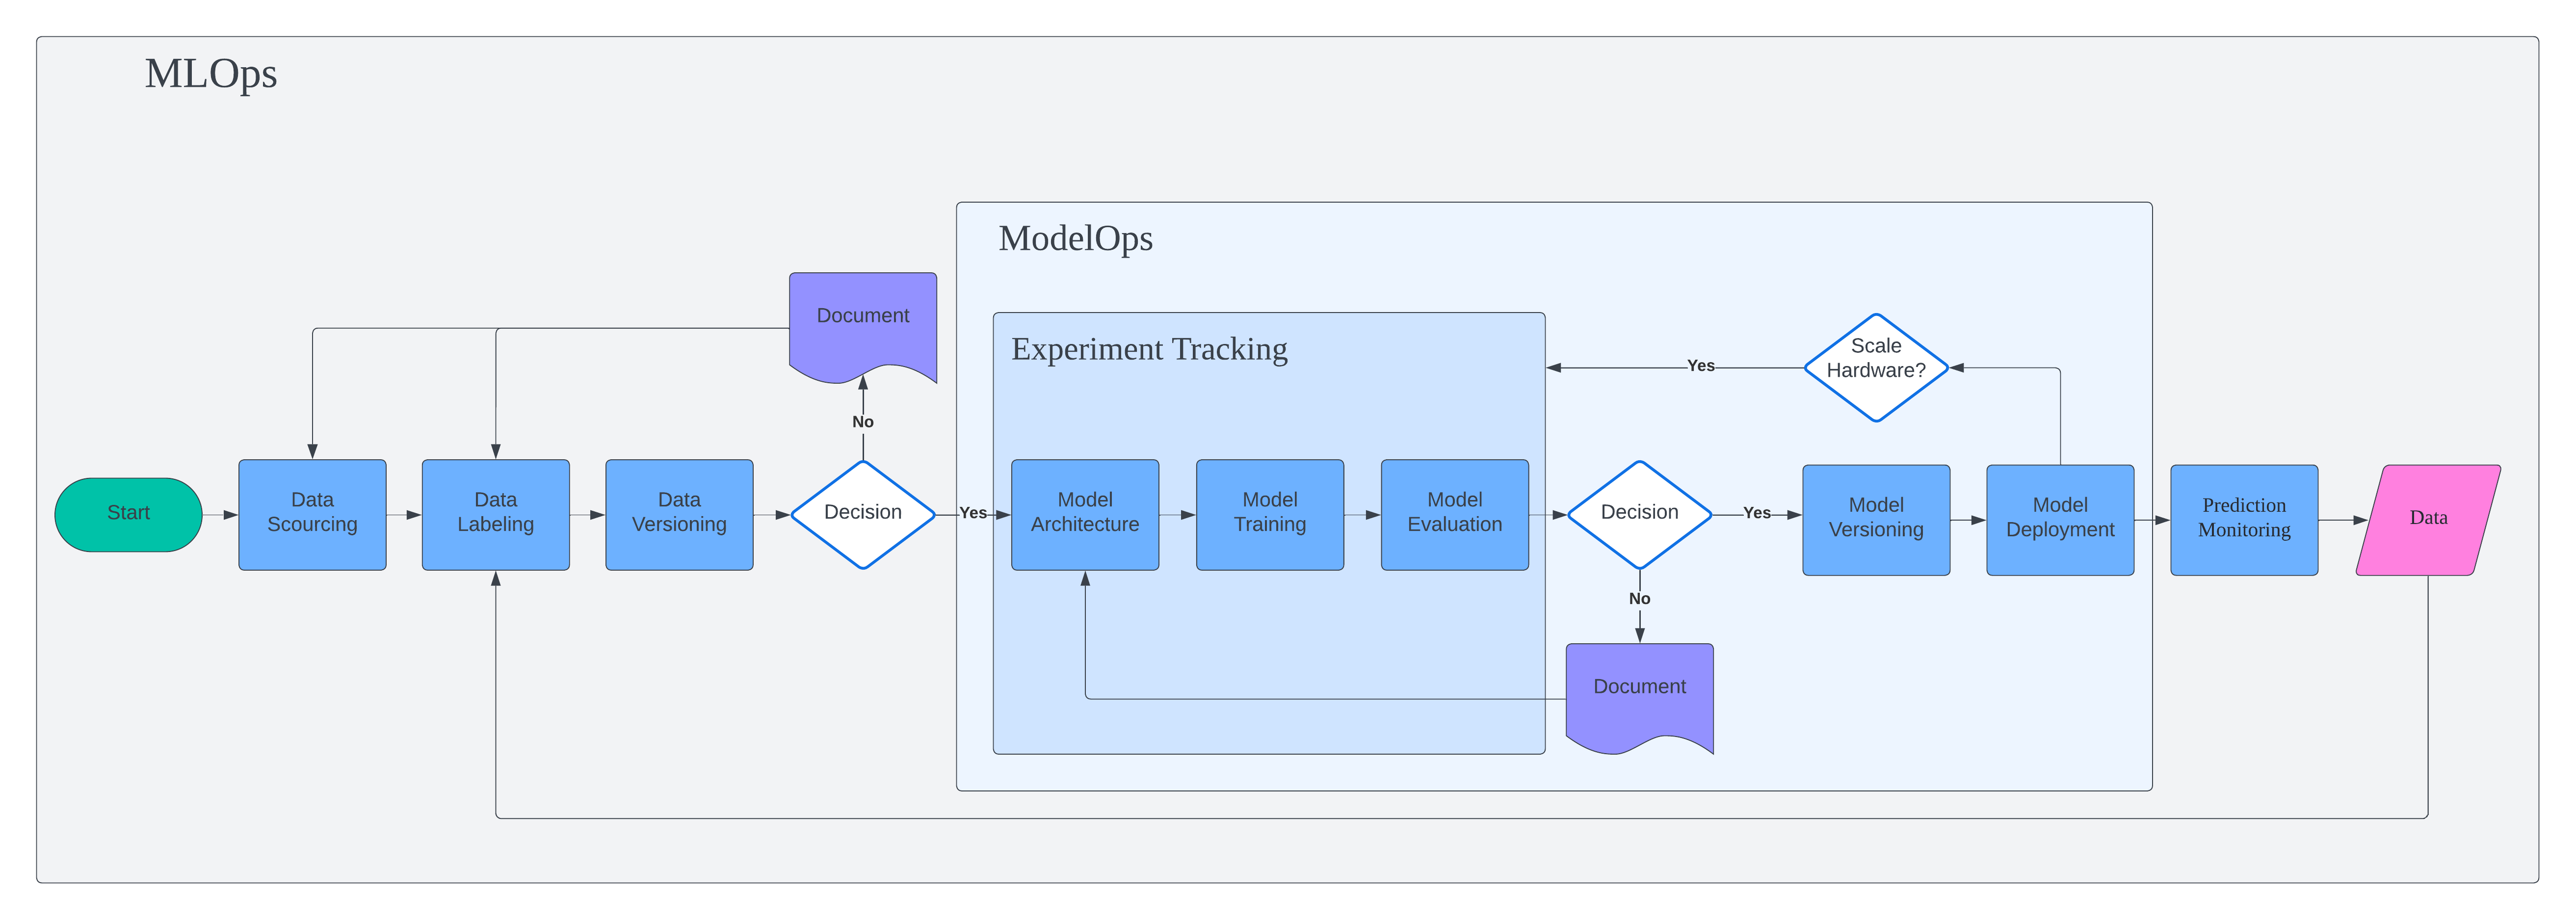 MLOps
ModelOps
Document
Experiment Tracking
Scale
Hardware?
Yes
No
Start
Data
Scourcing
Data
Labeling
Data
Versioning
Decision
Yes
Model
Architecture
Model
Training
Model
Evaluation
Decision
Yes
Model
Versioning
Model
Deployment
Prediction
Monitoring
Data
No
Document